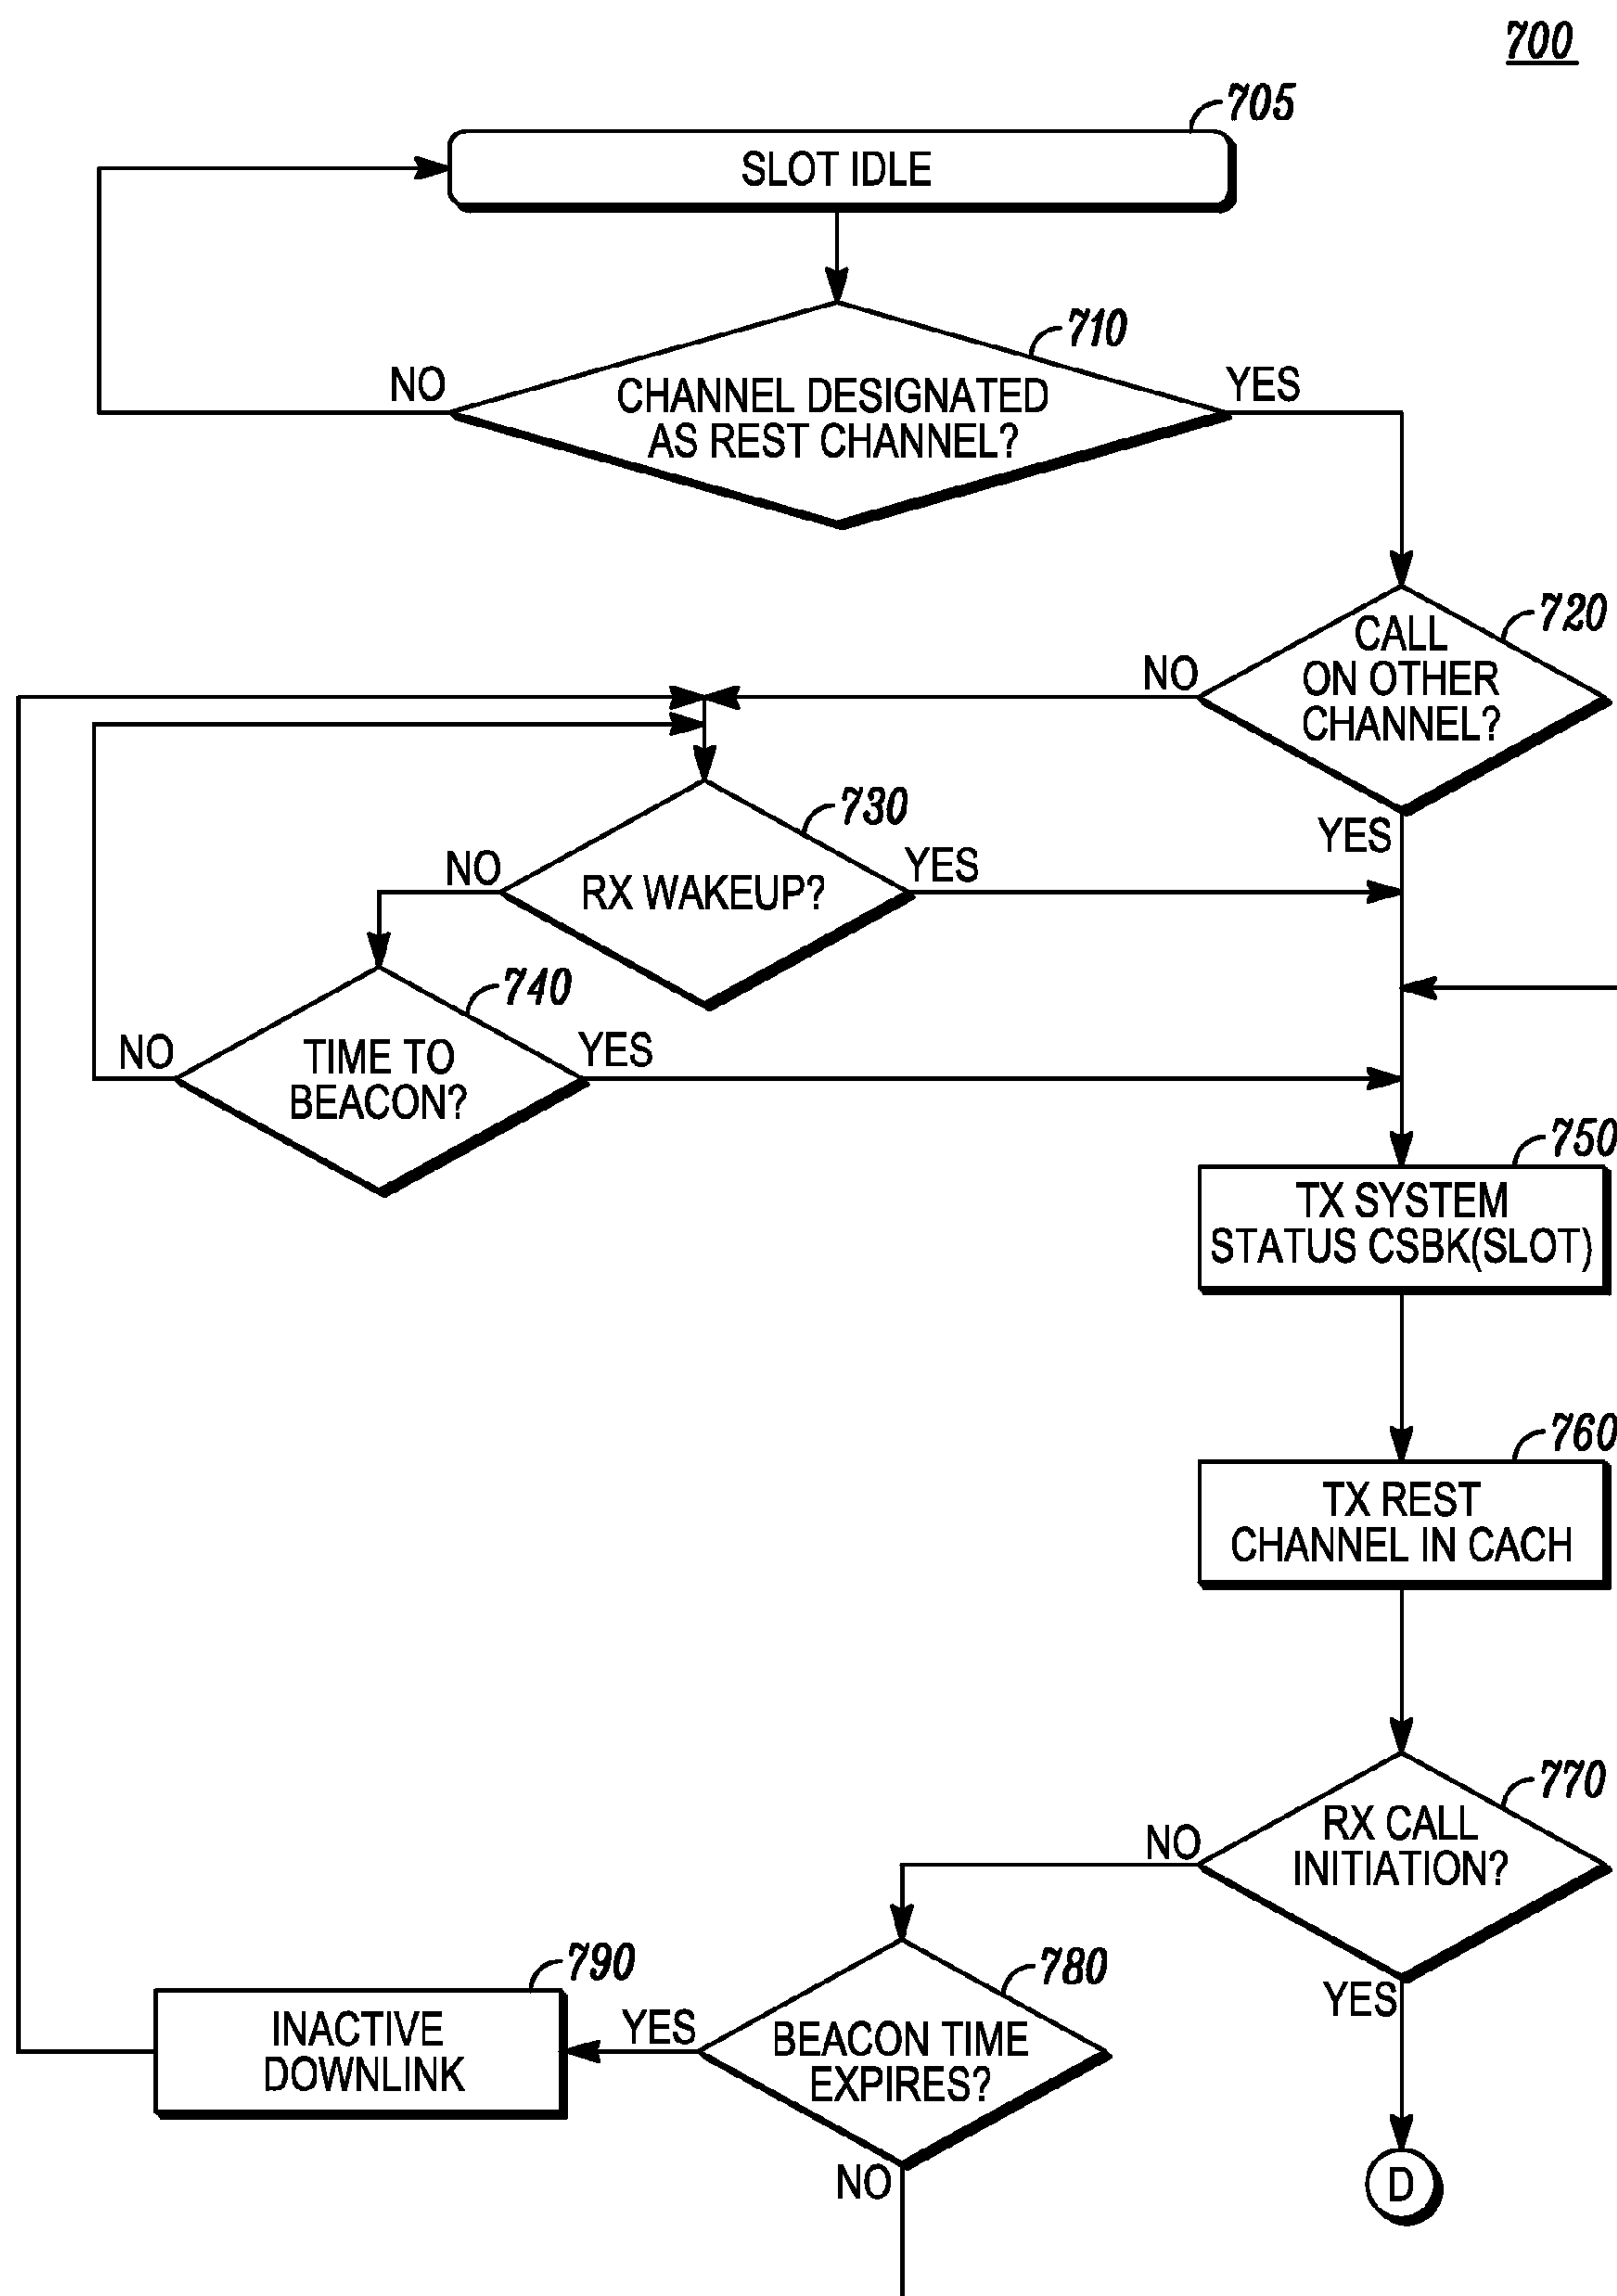 700
705
SLOT IDLE
710
NO
CHANNEL DESIGNATED
AS REST CHANNEL?
YES
720
CALL
ON OTHER
CHANNEL?
NO
YES
730
NO
RX WAKEUP?
YES
740
NO
TIME TO
BEACON?
YES
750
TX SYSTEM
STATUS CSBK(SLOT)
760
TX REST
CHANNEL IN CACH
770
NO
RX CALL
INITIATION?
YES
780
BEACON TIME
EXPIRES?
YES
NO
790
INACTIVE
DOWNLINK
D